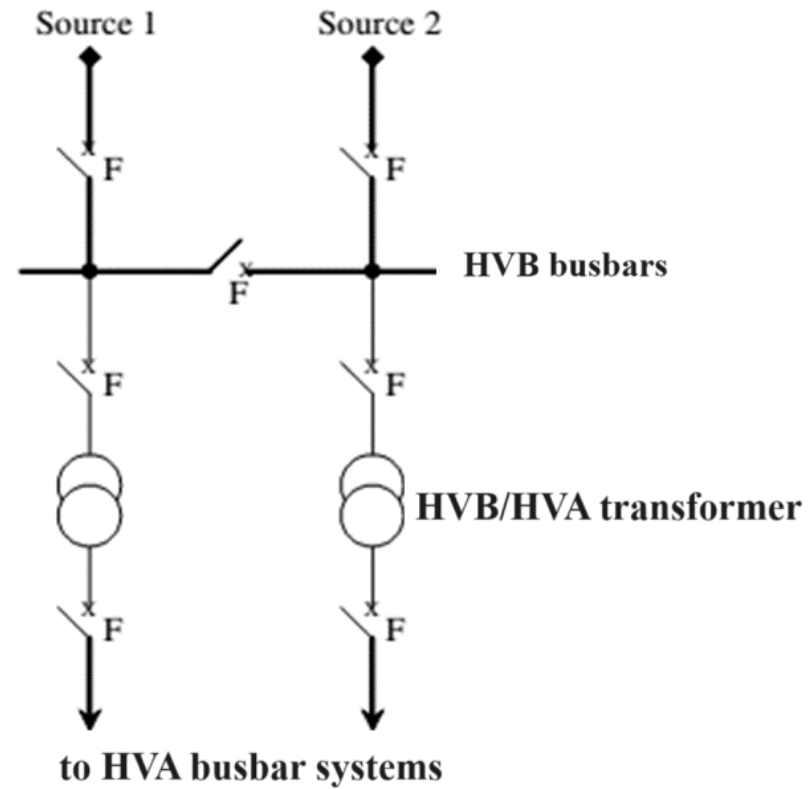 Source 1 Source 2
F F
HVB busbars
F
F F
HVB/HVA transformer
F F
to HVA busbar systems